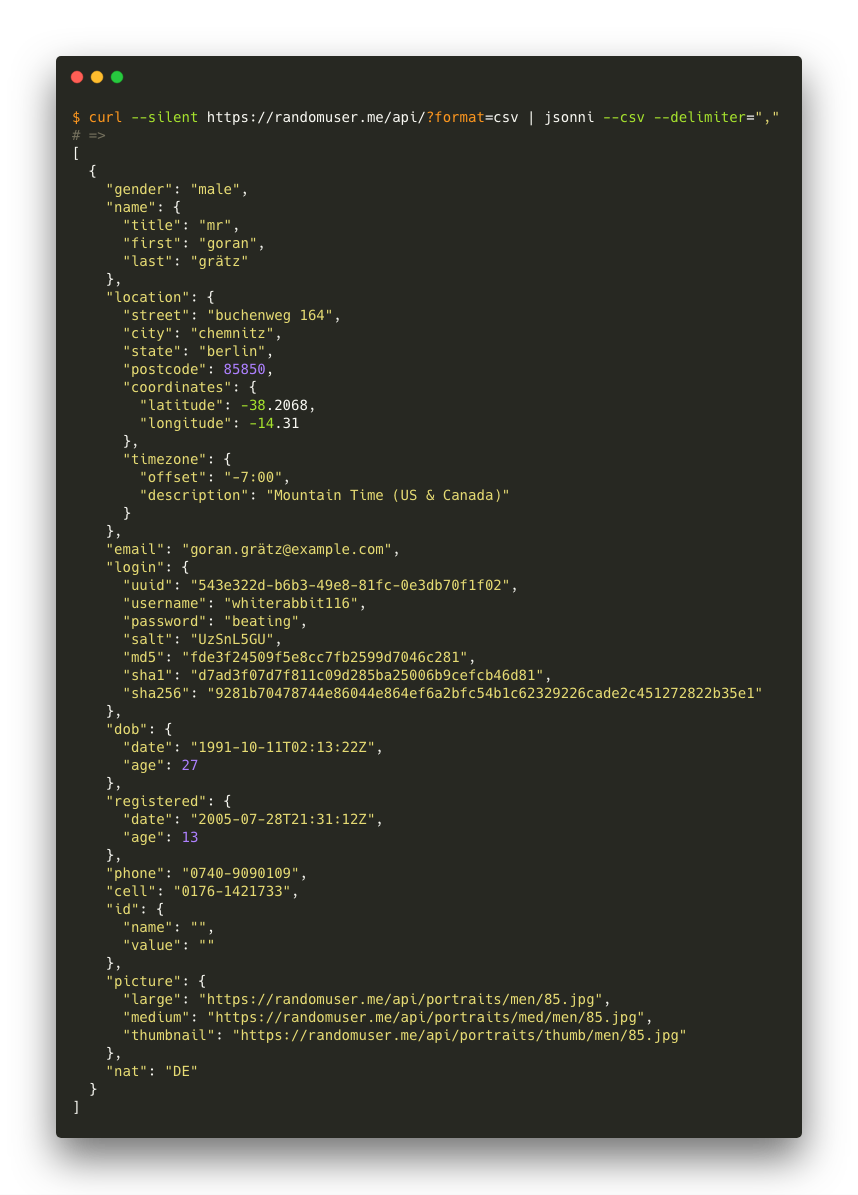 $ curl --silent https://randomuser.me/api/?format=csv | jsonni --csv --delimiter=","
# =>
[
  {
    "gender": "male",
    "name": {
      "title": "mr",
      "first": "goran",
      "last": "grätz"
    },
    "location": {
      "street": "buchenweg 164",
      "city": "chemnitz",
      "state": "berlin",
      "postcode": 85850,
      "coordinates": {
        "latitude": -38.2068,
        "longitude": -14.31
      },
      "timezone": {
        "offset": "-7:00",
        "description": "Mountain Time (US & Canada)"
      }
    },
    "email": "goran.grätz@example.com",
    "login": {
      "uuid": "543e322d-b6b3-49e8-81fc-0e3db70f1f02",
      "username": "whiterabbit116",
      "password": "beating",
      "salt": "UzSnL5GU",
      "md5": "fde3f24509f5e8cc7fb2599d7046c281",
      "sha1": "d7ad3f07d7f811c09d285ba25006b9cefcb46d81",
      "sha256": "9281b70478744e86044e864ef6a2bfc54b1c62329226cade2c451272822b35e1"
    },
    "dob": {
      "date": "1991-10-11T02:13:22Z",
      "age": 27
    },
    "registered": {
      "date": "2005-07-28T21:31:12Z",
      "age": 13
    },
    "phone": "0740-9090109",
    "cell": "0176-1421733",
    "id": {
      "name": "",
      "value": ""
    },
    "picture": {
      "large": "https://randomuser.me/api/portraits/men/85.jpg",
      "medium": "https://randomuser.me/api/portraits/med/men/85.jpg",
      "thumbnail": "https://randomuser.me/api/portraits/thumb/men/85.jpg"
    },
    "nat": "DE"
  }
]